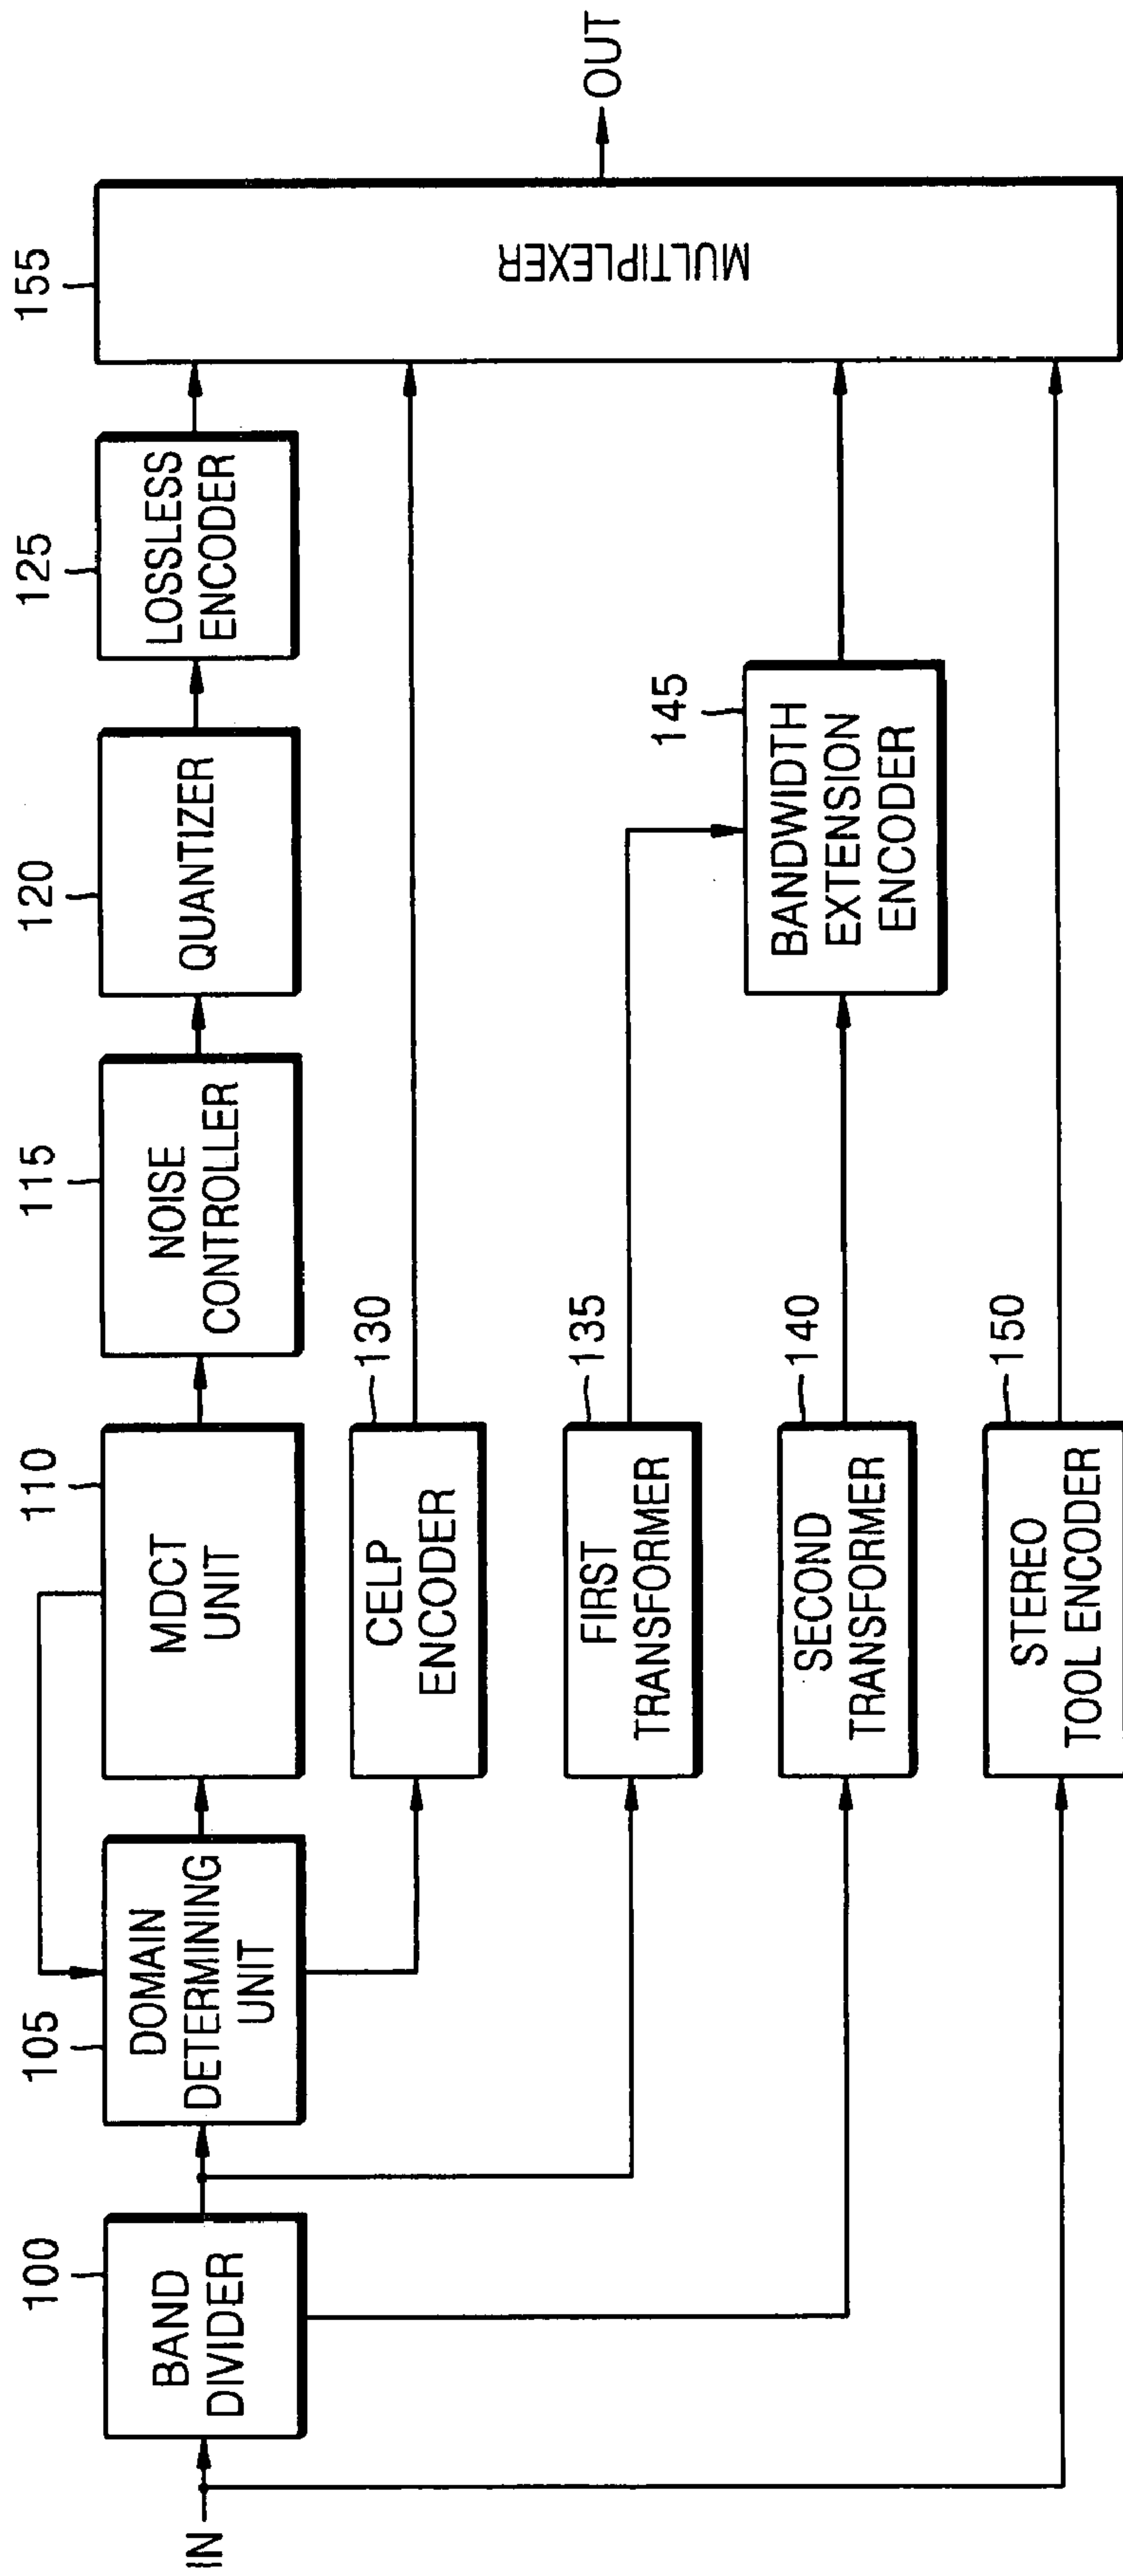 IN
100
BAND
DIVIDER
105
DOMAIN
DETERMINING
UNIT
110
MDCT
UNIT
115
NOISE
CONTROLLER
120
QUANTIZER
125
LOSSLESS
ENCODER
155
MULTIPLEXER
OUT
130
CELP
ENCODER
135
FIRST
TRANSFORMER
140
SECOND
TRANSFORMER
145
BANDWIDTH
EXTENSION
ENCODER
150
STEREO
TOOL ENCODER